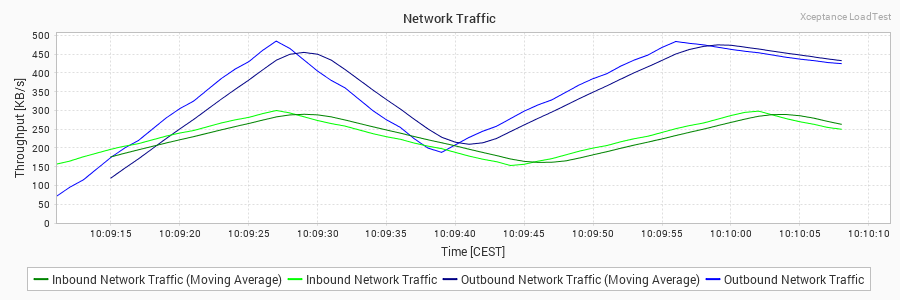 Network Traffic
Xceptance LoadTest
Throughput [KB/s]
500
450
400
350
300
250
200
150
100
50
0
10:09:15 10:09:20 10:09:25 10:09:30 10:09:35 10:09:40 10:09:45 10:09:50 10:09:55 10:10:00 10:10:05 10:10:10
Time [CEST]
Inbound Network Traffic (Moving Average) Inbound Network Traffic Outbound Network Traffic (Moving Average) Outbound Network Traffic